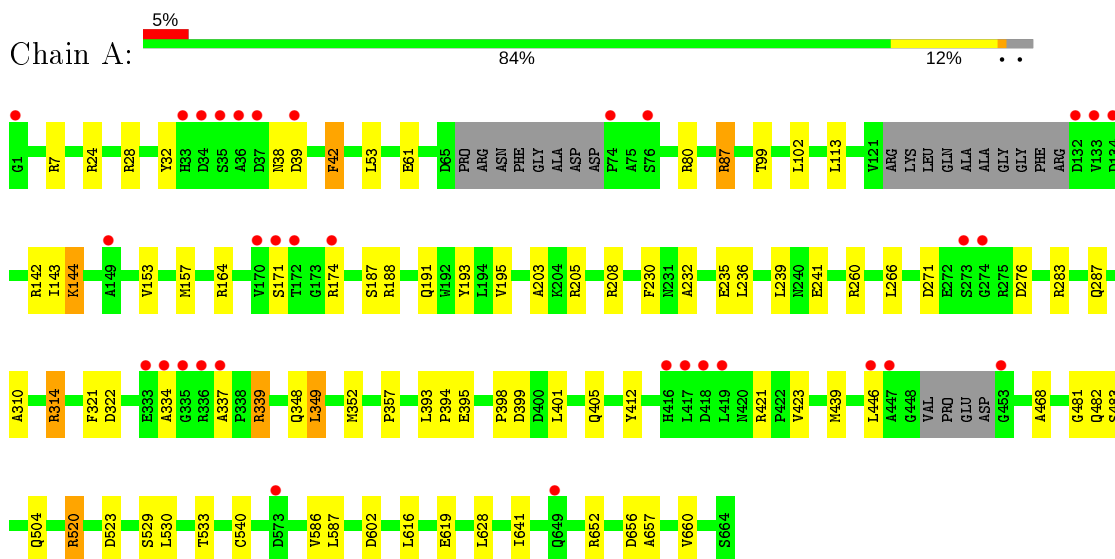 5%
Chain A:
84% 12% • •
G1 R7 R24 R28 Y32 H33 D34 S35 A36 D37 N38 D39 F42 L53 E61 D65 PRO ARG ASN PHE GLY ALA ASP ASP P74 A75 S76 R80 R87 T99 L102 L113 V121 ARG LYS LEU GLN ALA ALA GLY GLY PHE ARG D132 V133
R142 I143 K144 A149 V153 M157 R164 V170 S171 T172 G173 R174 S187 R188 Q191 W192 Y193 L194 V195 A203 K204 R205 R208 F230 N231 A232 E235 L236 L239 N240 E241 R260 L266 D271 E272 S273 G274 R275 D276 R283 Q287
A310 R314 F321 D322 E333 A334 G335 R336 A337 P338 R339 Q348 L349 M352 P357 L393 P394 E395 P398 D399 D400 L401 Q405 Y412 H416 L417 D418 L419 N420 R421 P422 V423 M439 L446 A447 G448 VAL PRO GLU ASP G453 A468 G481 Q482
Q504 R520 D523 S529 L530 T533 C540 D573 V586 L587 D602 L616 E619 L628 I641 Q649 R652 D656 A657 V660 S664